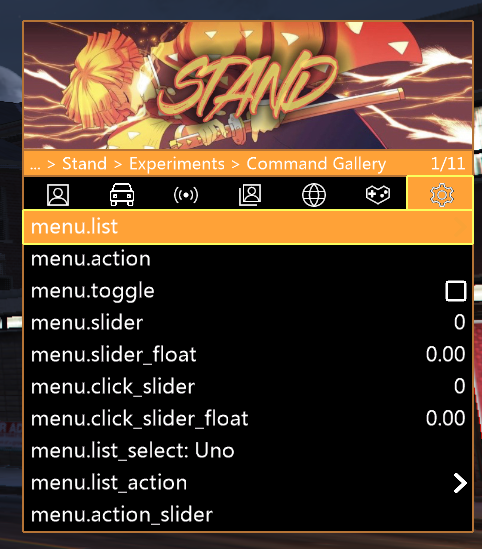 STAND
... > Stand > Experiments > Command Gallery 1/11
menu.list
menu.action
menu.toggle
menu.slider 0
menu.slider_float 0.00
menu.click_slider 0
menu.click_slider_float 0.00
menu.list_select: Uno
menu.list_action
menu.action_slider